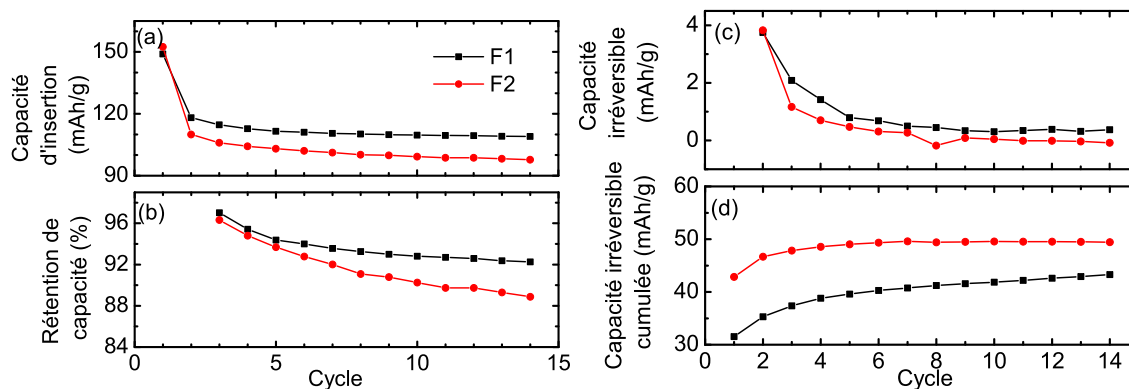 (a)
Capacité
d'insertion
(mAh/g)
150
120
90
F1
F2
(b)
Rétention de
capacité (%)
96
92
88
84
0
5
10
15
Cycle
(c)
Capacité
irréversible
(mAh/g)
4
2
0
(d)
Capacité irréversible
cumulée (mAh/g)
60
50
40
30
0
2
4
6
8
10
12
14
Cycle